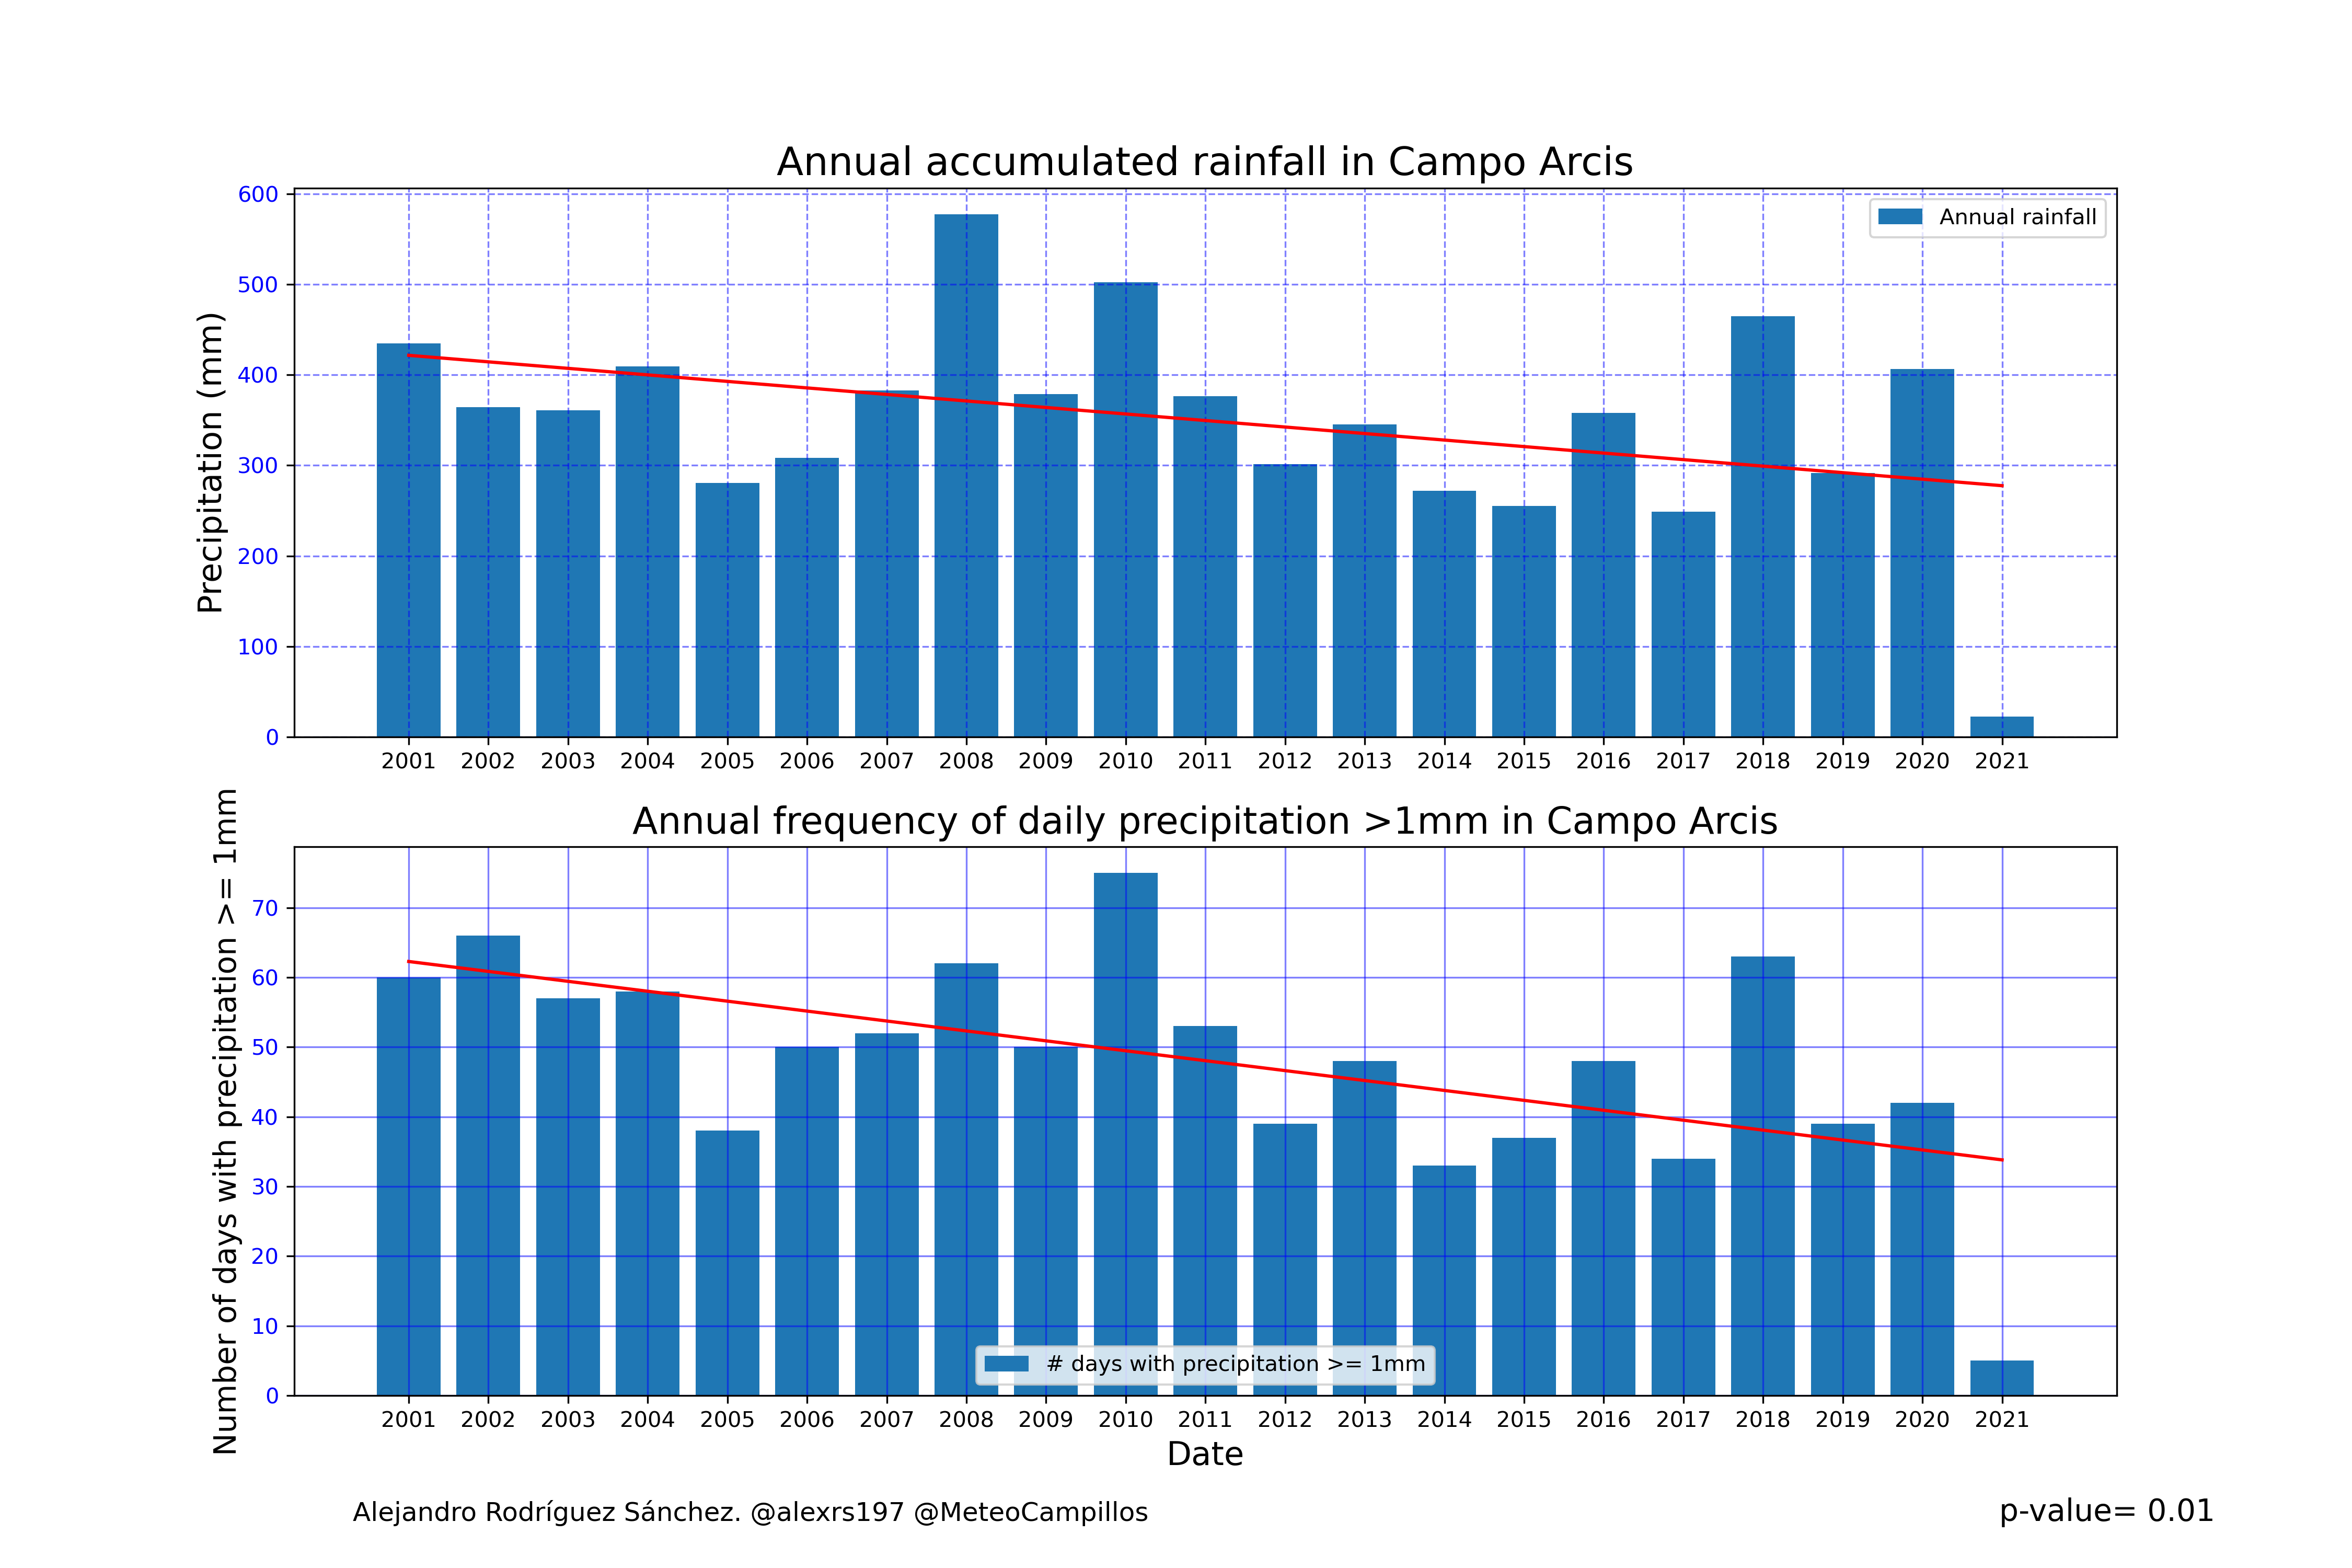 Annual accumulated rainfall in Campo Arcis
Precipitation (mm)
600
500
400
300
200
100
0
Annual rainfall
2001 2002 2003 2004 2005 2006 2007 2008 2009 2010 2011 2012 2013 2014 2015 2016 2017 2018 2019 2020 2021
Annual frequency of daily precipitation >1mm in Campo Arcis
Number of days with precipitation >= 1mm
70
60
50
40
30
20
10
0
# days with precipitation >= 1mm
2001 2002 2003 2004 2005 2006 2007 2008 2009 2010 2011 2012 2013 2014 2015 2016 2017 2018 2019 2020 2021
Date
Alejandro Rodríguez Sánchez. @alexrs197 @MeteoCampillos
p-value= 0.01